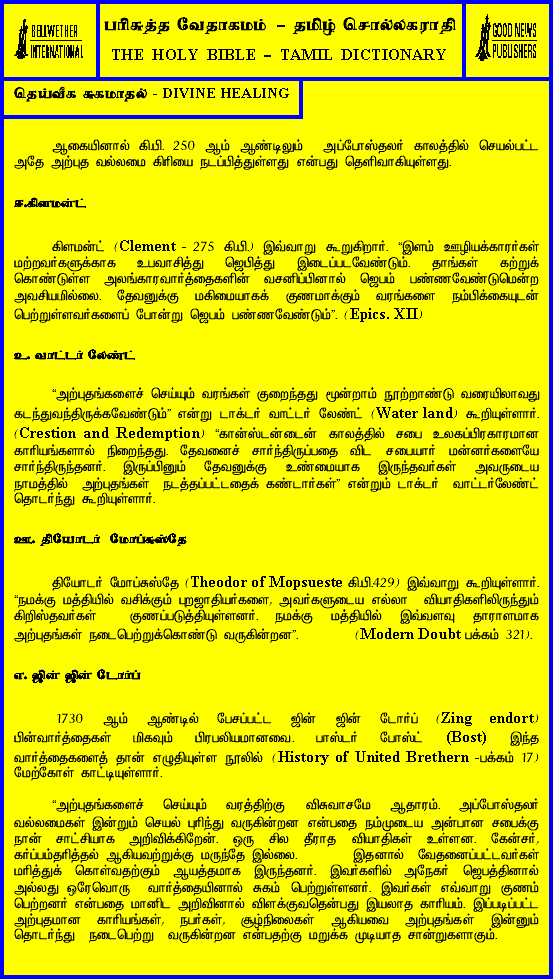 BELLWETHER
INTERNATIONAL
பரிசுத்த வேதாகமம் – தமிழ் சொல்லகராதி
THE HOLY BIBLE – TAMIL DICTIONARY
GOOD NEWS
PUBLISHERS
தெய்வீக சுகமாதல் - DIVINE HEALING
ஆகையினால் கி.பி. 250 ஆம் ஆண்டிலும் அப்போஸ்தலர் காலத்தில் செயல்பட்ட
அதே அற்புத வல்லமை கிரியை நடப்பித்துள்ளது என்பது தெளிவாகியுள்ளது.
ஈ.கிளமன்ட்
கிளமன்ட் (Clement - 275 கி.பி.) இவ்வாறு கூறுகிறார். “இளம் ஊழியக்காரர்கள்
மற்றவர்களுக்காக உபவாசித்து ஜெபித்து இடைப்படவேண்டும். தாங்கள் கற்றுக்
கொண்டுள்ள அலங்காரவார்த்தைகளின் வசனிப்பினால் ஜெபம் பண்ணவேண்டுமென்ற
அவசியமில்லை. தேவனுக்கு மகிமையாகக் குணமாக்கும் வரங்களை நம்பிக்கையுடன்
பெற்றுள்ளவர்களைப் போன்று ஜெபம் பண்ணவேண்டும்”. (Epics. XII)
உ. வாட்டர் லேண்ட்
“அற்புதங்களைச் செய்யும் வரங்கள் குறைந்தது மூன்றாம் நூற்றாண்டு வரையிலாவது
கடந்துவந்திருக்கவேண்டும்” என்று டாக்டர் வாட்டர் லேண்ட் (Water land) கூறியுள்ளார்.
(Crestion and Redemption) “கான்ஸ்டன்டைன் காலத்தில் சபை உலகப்பிரகாரமான
காரியங்களால் நிறைந்தது. தேவனைச் சார்ந்திருப்பதை விட சபையார் மன்னர்களையே
சார்ந்திருந்தனர். இருப்பினும் தேவனுக்கு உண்மையாக இருந்தவர்கள் அவருடைய
நாமத்தில் அற்புதங்கள் நடத்தப்பட்டதைக் கண்டார்கள்” என்றும் டாக்டர் வாட்டர்லேண்ட்
தொடர்ந்து கூறியுள்ளார்.
ஊ. தியோடர் மோப்சுஸ்தே
தியோடர் மோப்சுஸ்தே (Theodor of Mopsueste கி.பி.429) இவ்வாறு கூறியுள்ளார்.
“நமக்கு மத்தியில் வசிக்கும் புறஜாதியர்களை, அவர்களுடைய எல்லா வியாதிகளிலிருந்தும்
கிறிஸ்தவர்கள் குணப்படுத்தியுள்ளனர். நமக்கு மத்தியில் இவ்வளவு தாராளமாக
அற்புதங்கள் நடைபெற்றுக்கொண்டு வருகின்றன”. (Modern Doubt பக்கம் 321).
எ. ஜின் ஜின் டோர்ப்
1730 ஆம் ஆண்டில் பேசப்பட்ட ஜின் ஜின் டோர்ப் (Zing endort)
பின்வார்த்தைகள் மிகவும் பிரபலியமானவை. பாஸ்டர் போஸ்ட் (Bost) இந்த
வார்த்தைகளைத் தான் எழுதியுள்ள நூலில் (History of United Brethern -பக்கம் 17)
மேற்கோள் காட்டியுள்ளார்.
“அற்புதங்களைச் செய்யும் வரத்திற்கு விசுவாசமே ஆதாரம். அப்போஸ்தலர்
வல்லமைகள் இன்றும் செயல் புரிந்து வருகின்றன என்பதை நம்முடைய அன்பான சபைக்கு
நான் சாட்சியாக அறிவிக்கிறேன். ஒரு சில தீராத வியாதிகள் உள்ளன. கேன்சர்,
கர்ப்பம்தரித்தல் ஆகியவற்றுக்கு மருந்தே இல்லை. இதனால் வேதனைப்பட்டவர்கள்
மரித்துக் கொள்வதற்கும் ஆயத்தமாக இருந்தனர். இவர்களில் அநேகர் ஜெபத்தினால்
அல்லது ஒரேவொரு வார்த்தையினால் சுகம் பெற்றுள்ளனர். இவர்கள் எவ்வாறு குணம்
பெற்றனர் என்பதை மானிட அறிவினால் விளக்குவதென்பது இயலாத காரியம். இப்படிப்பட்ட
அற்புதமான காரியங்கள், நபர்கள், சூழ்நிலைகள் ஆகியவை அற்புதங்கள் இன்னும்
தொடர்ந்து நடைபெற்று வருகின்றன என்பதற்கு மறுக்க முடியாத சான்றுகளாகும்.